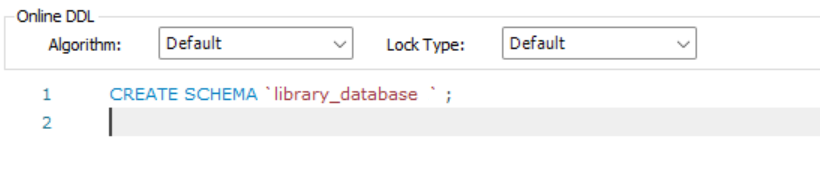 Online DDL
Algorithm: Default Lock Type: Default
1 CREATE SCHEMA `library_database ` ;
2